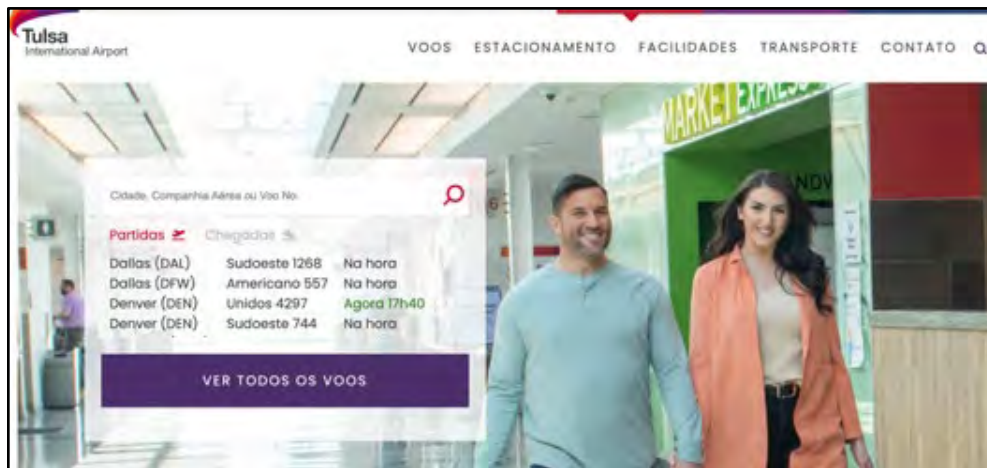 Tulsa
International Airport
VOOS ESTACIONAMENTO FACILIDADES TRANSPORTE CONTATO
MARKET EXPRESS
Cidade, Companhia Aérea ou Voo No.
Partidas Chegadas
Dallas (DAL) Sudoeste 1268 Na hora
Dallas (DFW) Americano 557 Na hora
Denver (DEN) Unidos 4297 Agora 17h40
Denver (DEN) Sudoeste 744 Na hora
VER TODOS OS VOOS